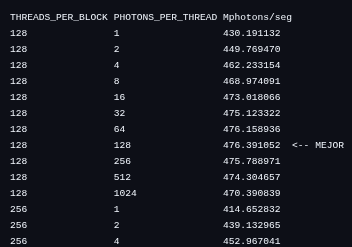 THREADS_PER_BLOCK PHOTONS_PER_THREAD Mphotons/seg
128 1 430.191132
128 2 449.769470
128 4 462.233154
128 8 468.974091
128 16 473.018066
128 32 475.123322
128 64 476.158936
128 128 476.391052 <-- MEJOR
128 256 475.788971
128 512 474.304657
128 1024 470.390839
256 1 414.652832
256 2 439.132965
256 4 452.967041